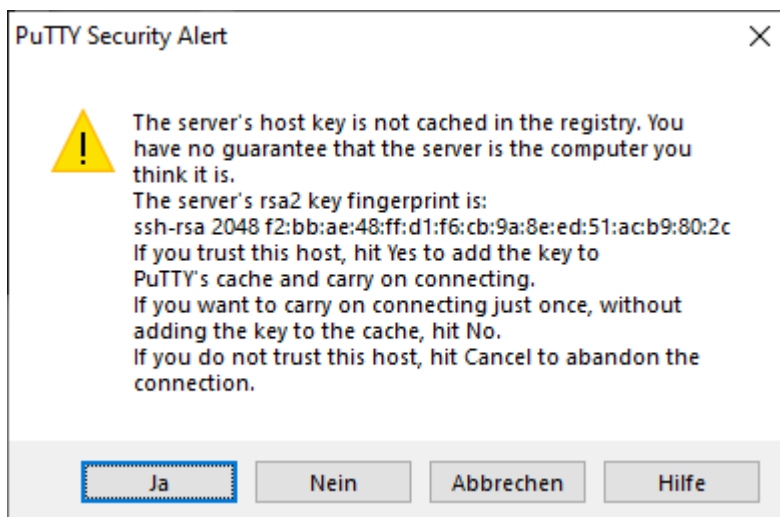 PuTTY Security Alert
The server's host key is not cached in the registry. You
have no guarantee that the server is the computer you
think it is.
The server's rsa2 key fingerprint is:
ssh-rsa 2048 f2:bb:ae:48:ff:d1:f6:cb:9a:8e:ed:51:ac:b9:80:2c
If you trust this host, hit Yes to add the key to
PuTTY's cache and carry on connecting.
If you want to carry on connecting just once, without
adding the key to the cache, hit No.
If you do not trust this host, hit Cancel to abandon the
connection.
Ja Nein Abbrechen Hilfe